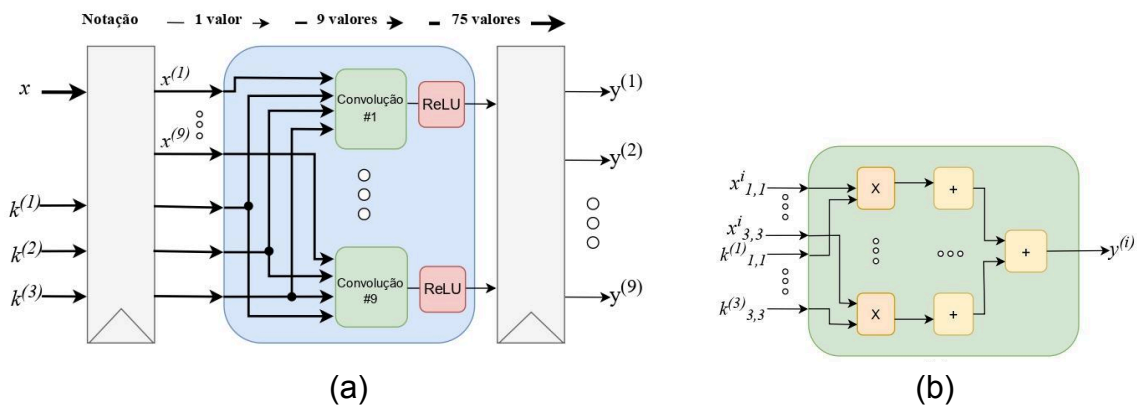 Notação 1 valor 9 valores 75 valores
x
x(1)
x(9)
k(1)
k(2)
k(3)
Convolução
#1
ReLU
Convolução
#9
ReLU
y(1)
y(2)
y(9)
(a)
xi1,1
xi3,3
k(1)1,1
k(3)3,3
X
+
X
+
+
y(i)
(b)